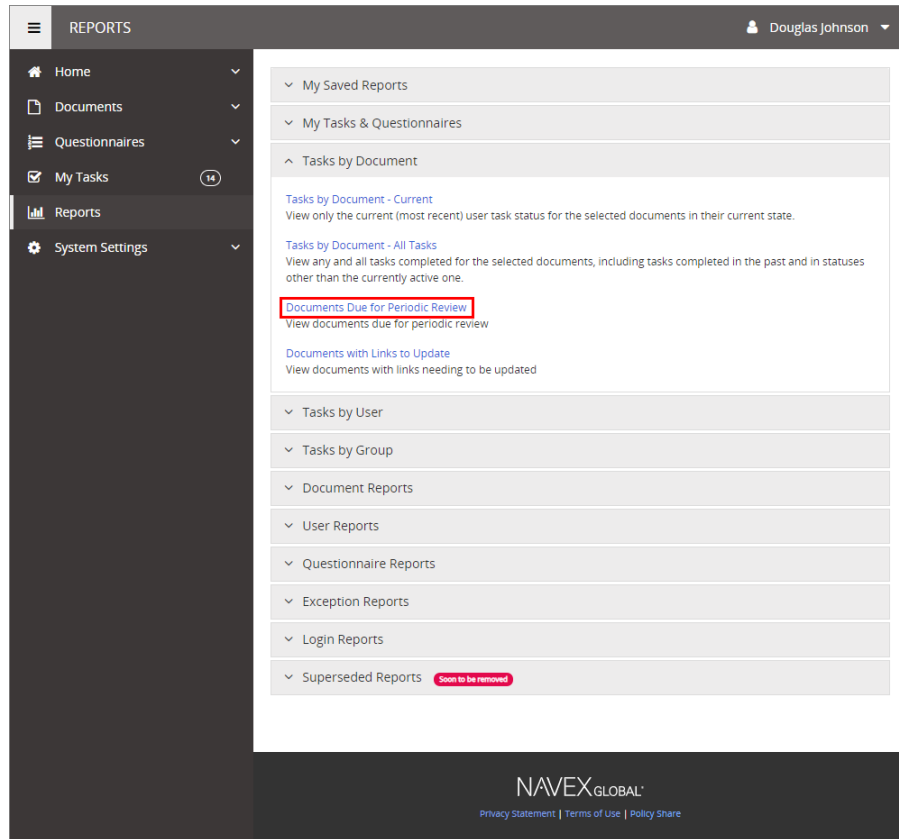 REPORTS
Douglas Johnson
Home
Documents
Questionnaires
My Tasks 14
Reports
System Settings
My Saved Reports
My Tasks & Questionnaires
Tasks by Document
Tasks by Document - Current
View only the current (most recent) user task status for the selected documents in their current state.
Tasks by Document - All Tasks
View any and all tasks completed for the selected documents, including tasks completed in the past and in statuses
other than the currently active one.
Documents Due for Periodic Review
View documents due for periodic review
Documents with Links to Update
View documents with links needing to be updated
Tasks by User
Tasks by Group
Document Reports
User Reports
Questionnaire Reports
Exception Reports
Login Reports
Superseded Reports Soon to be removed
NAVEX GLOBAL
Privacy Statement | Terms of Use | Policy Share